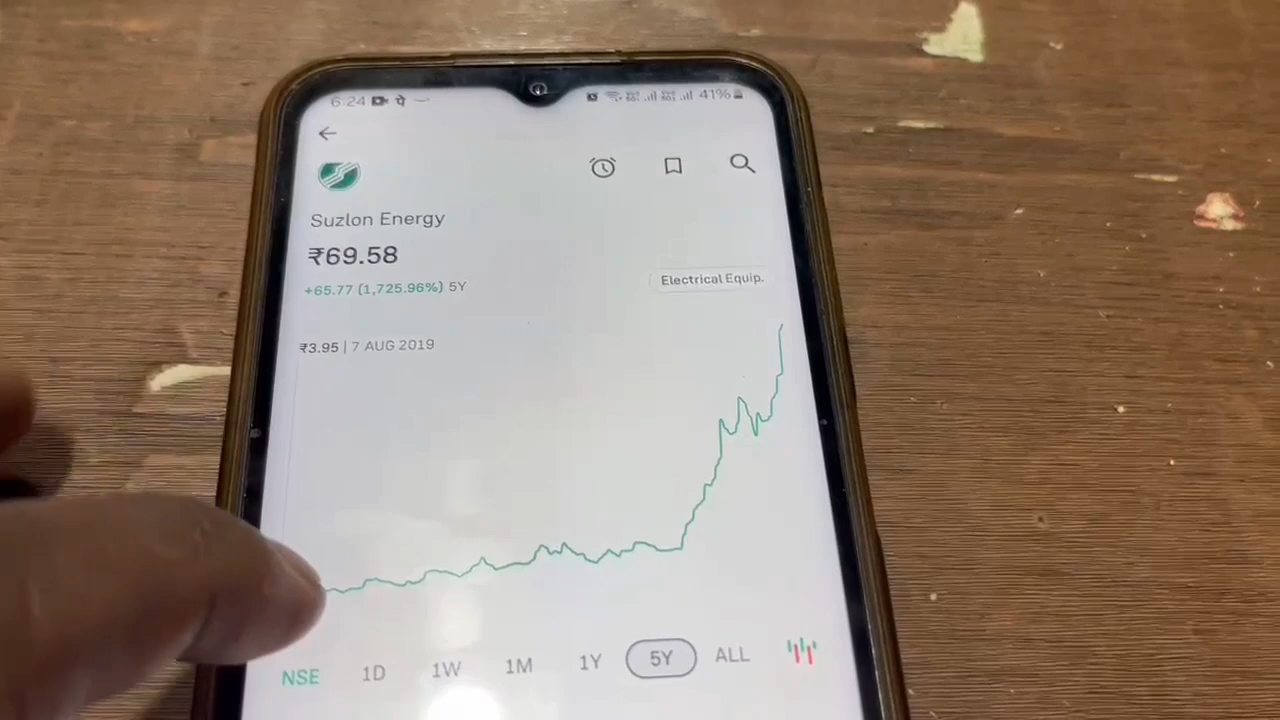 6:24 41%
Suzlon Energy
₹69.58
+65.77 (1,725.96%) 5Y
Electrical Equip.
₹3.95 | 7 AUG 2019
NSE 1D 1W 1M 1Y 5Y ALL